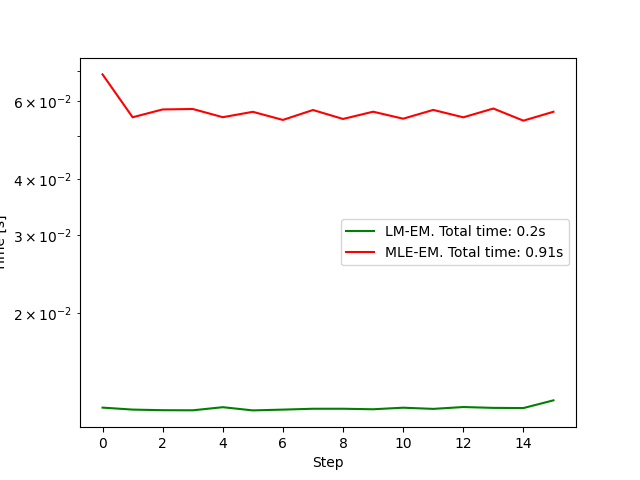 6 × 10⁻²
4 × 10⁻²
3 × 10⁻²
2 × 10⁻²
Time [s]
LM-EM. Total time: 0.2s
MLE-EM. Total time: 0.91s
0 2 4 6 8 10 12 14
Step